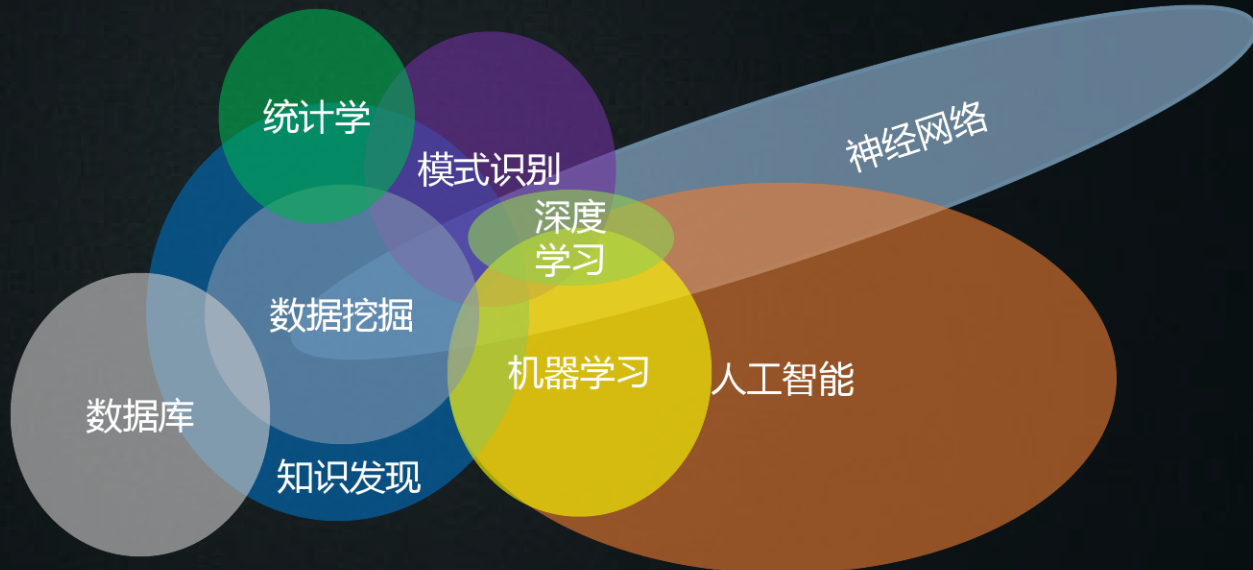 统计学
模式识别
神经网络
深度
学习
数据挖掘
机器学习
人工智能
数据库
知识发现